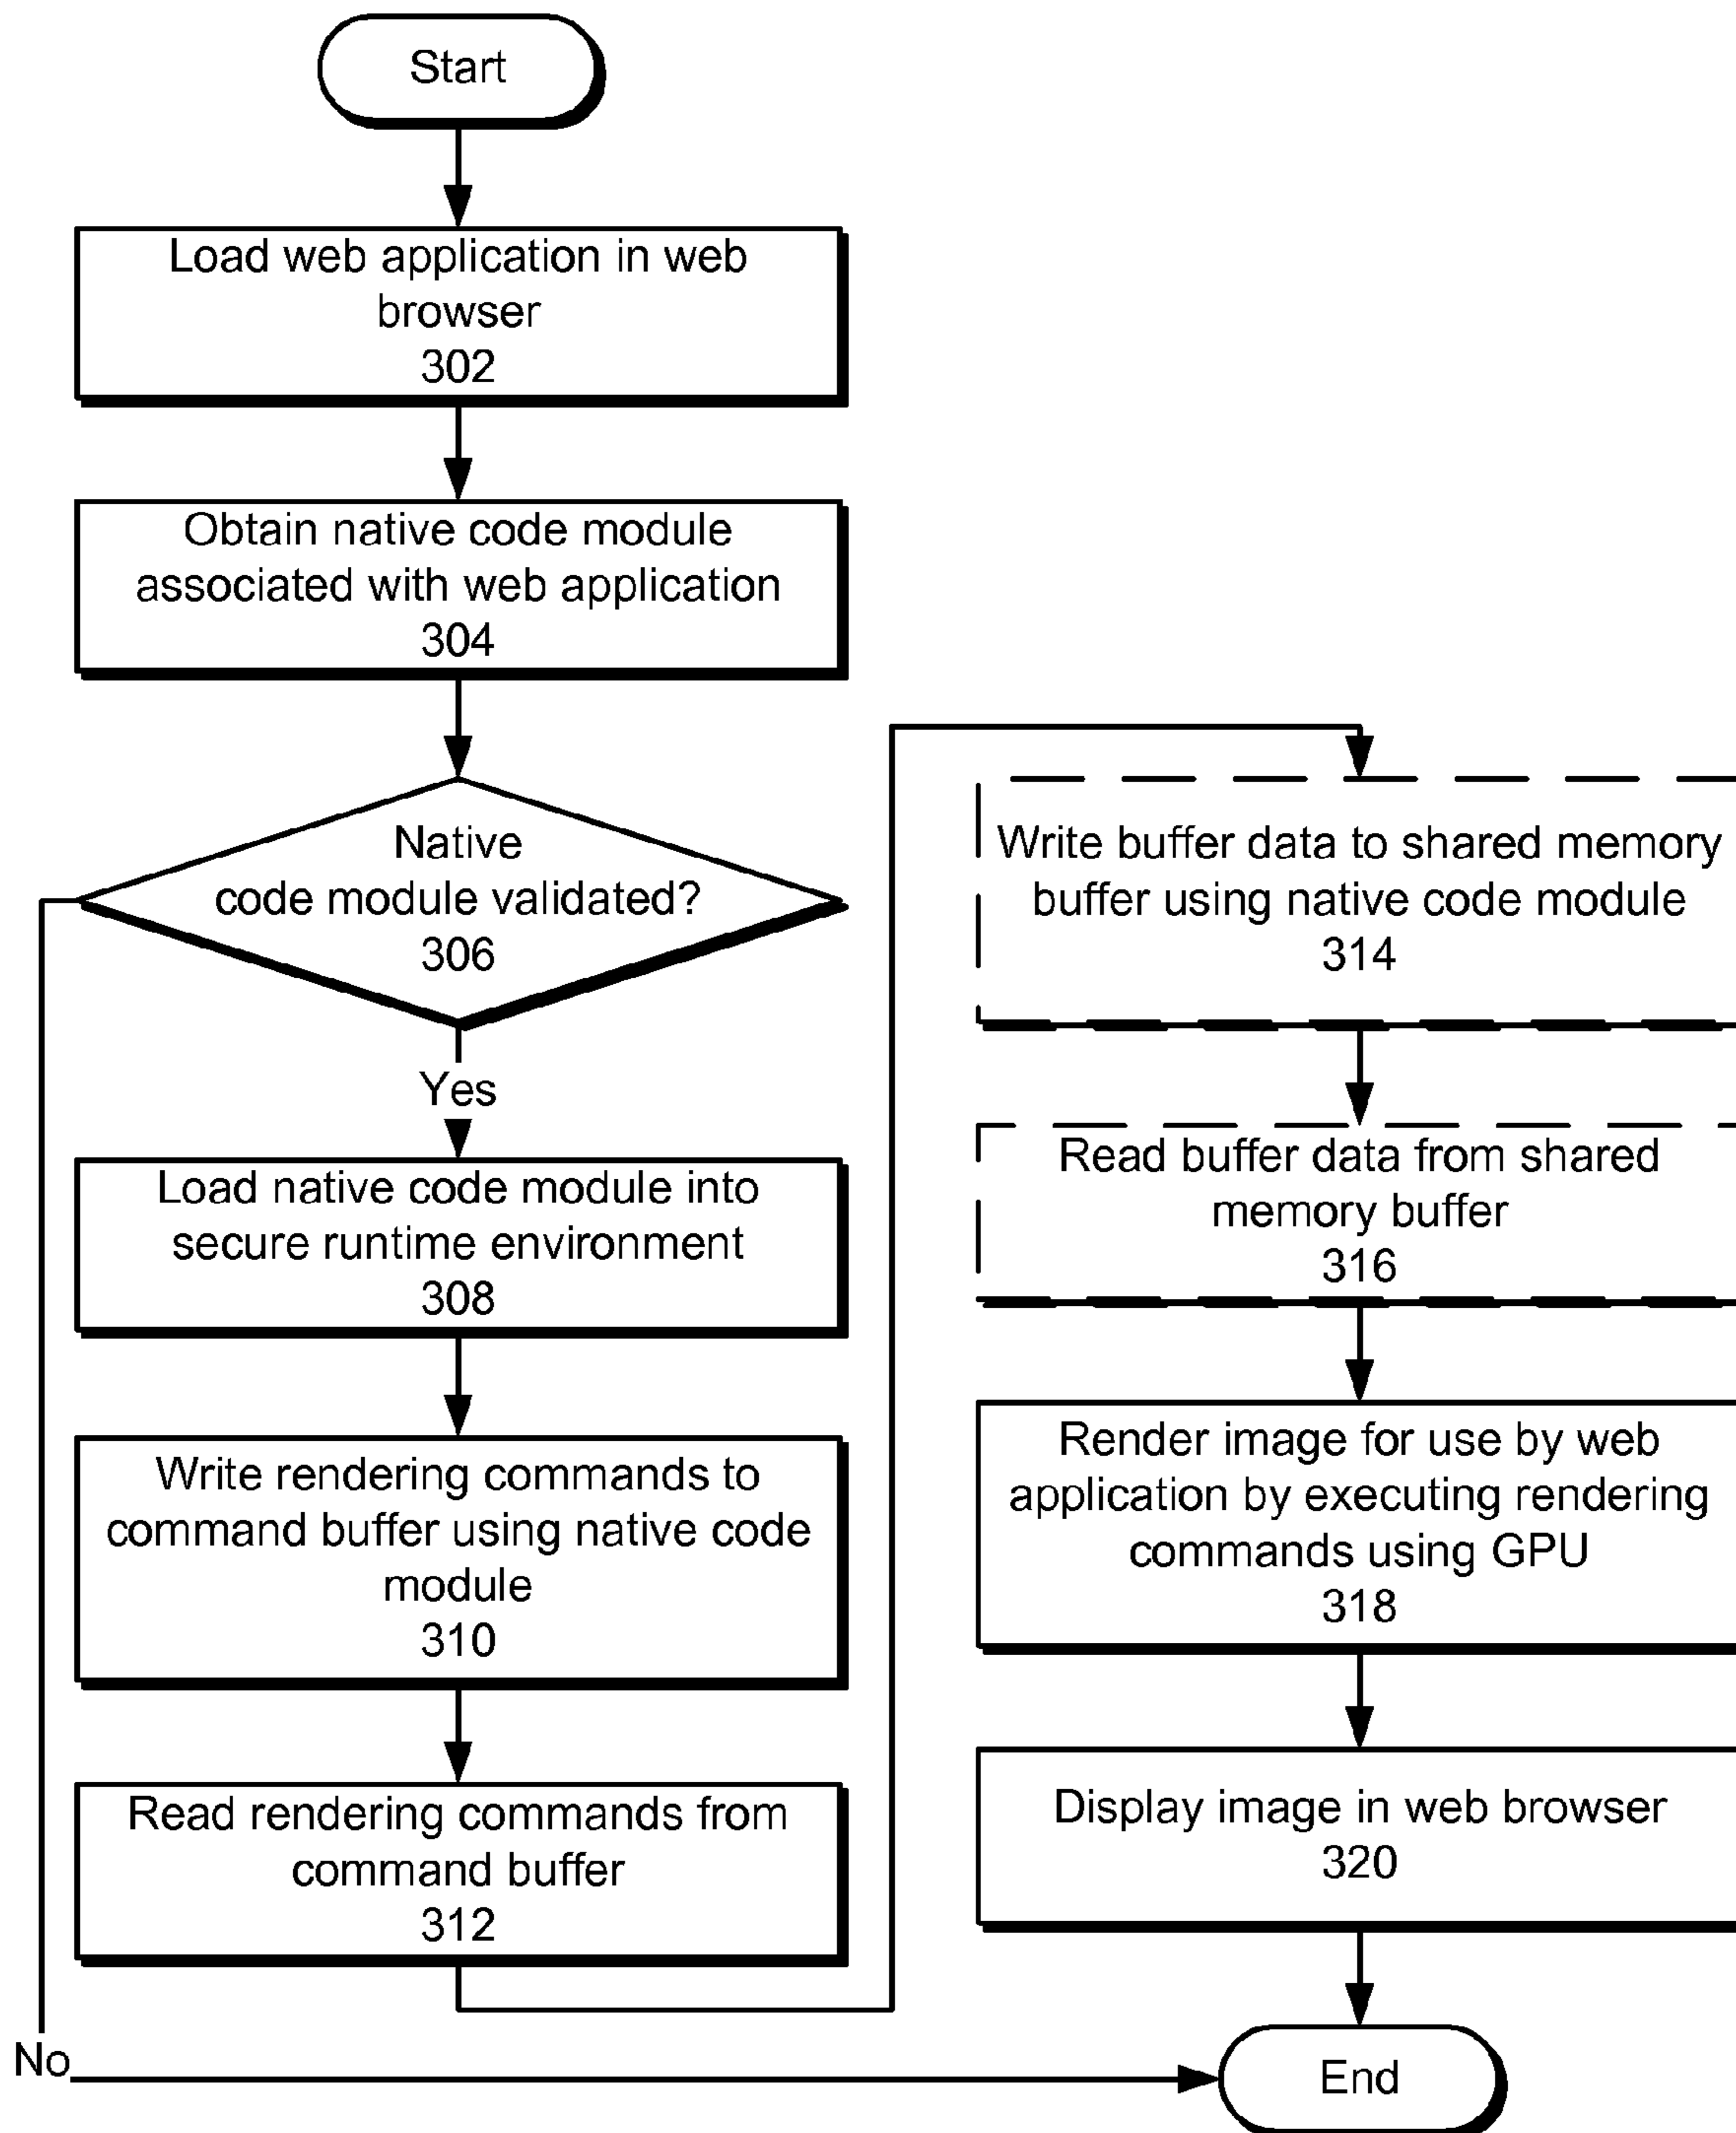 Start
Load web application in web
browser
302
Obtain native code module
associated with web application
304
Native
code module validated?
306
Yes
Load native code module into
secure runtime environment
308
Write rendering commands to
command buffer using native code
module
310
Read rendering commands from
command buffer
312
No
Write buffer data to shared memory
buffer using native code module
314
Read buffer data from shared
memory buffer
316
Render image for use by web
application by executing rendering
commands using GPU
318
Display image in web browser
320
End